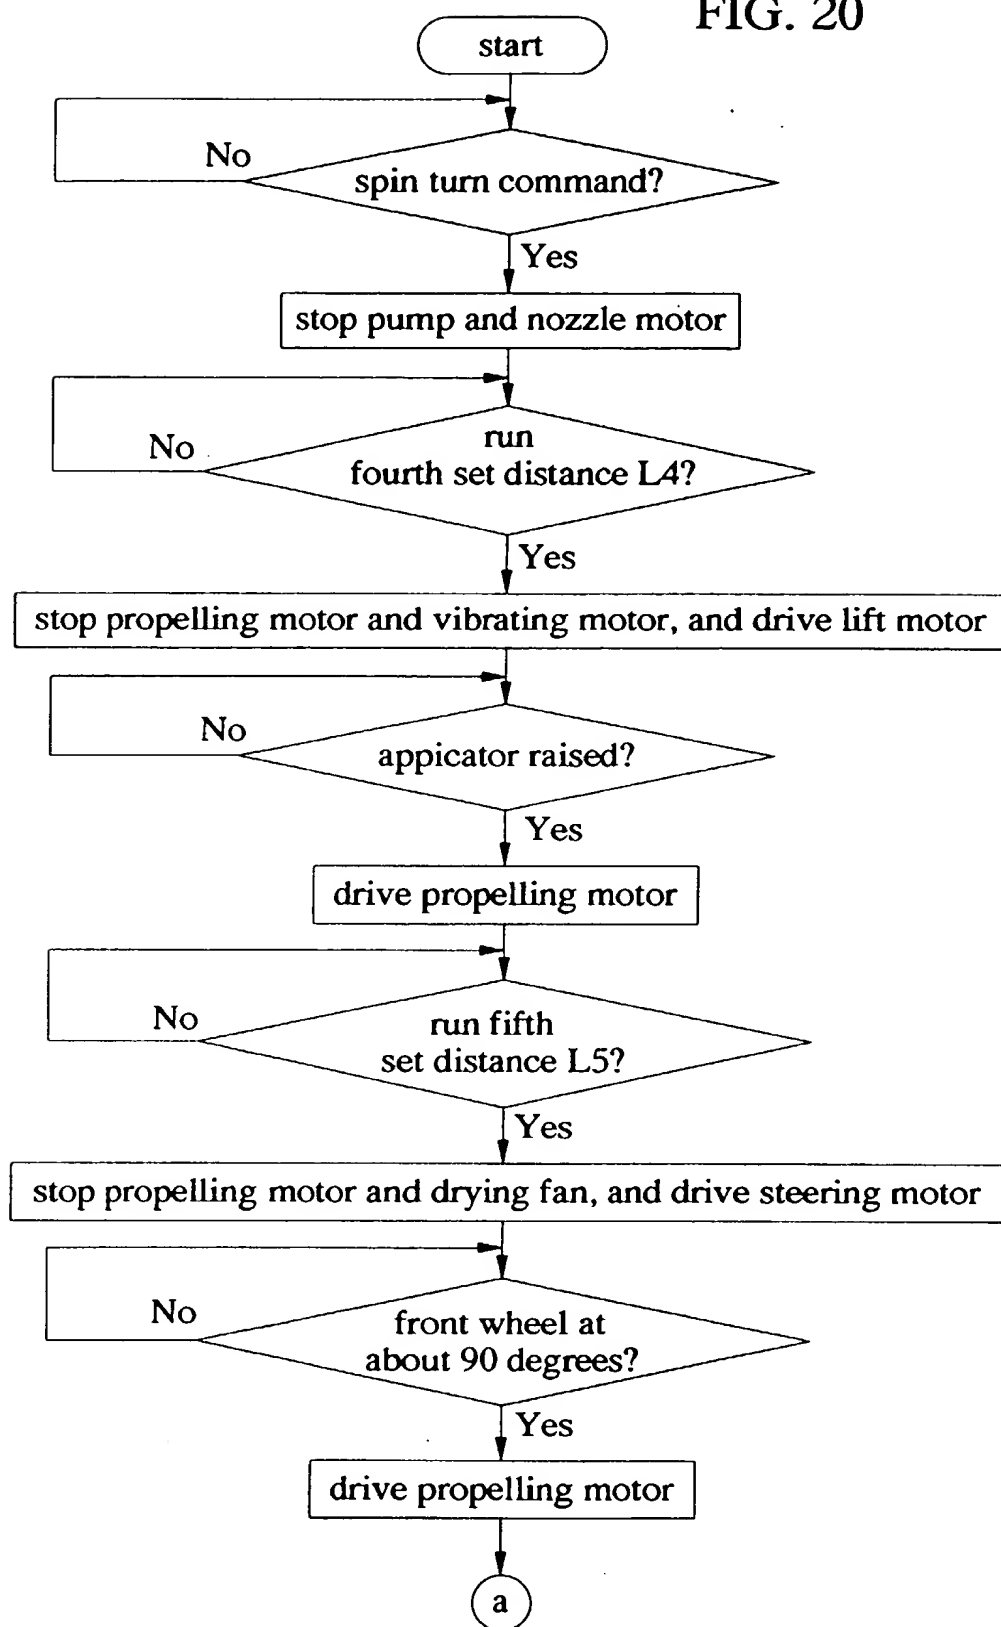 FIG. 20
start
No
spin turn command?
Yes
stop pump and nozzle motor
No
run
fourth set distance L4?
Yes
stop propelling motor and vibrating motor, and drive lift motor
No
appicator raised?
Yes
drive propelling motor
No
run fifth
set distance L5?
Yes
stop propelling motor and drying fan, and drive steering motor
No
front wheel at
about 90 degrees?
Yes
drive propelling motor
a